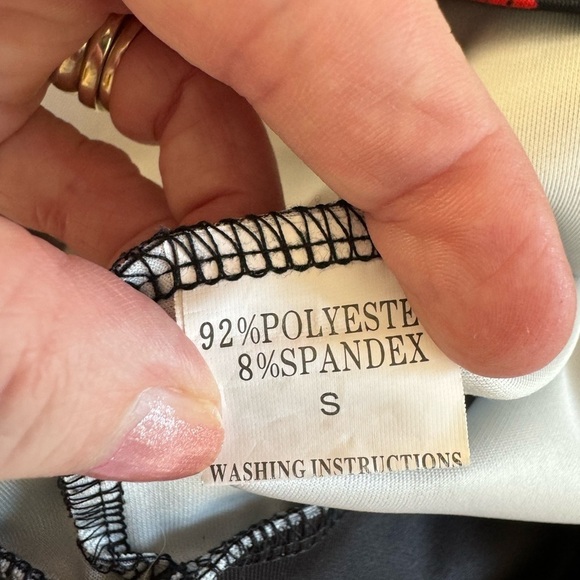 92%POLYESTE
8%SPANDEX
S
WASHING INSTRUCTIONS